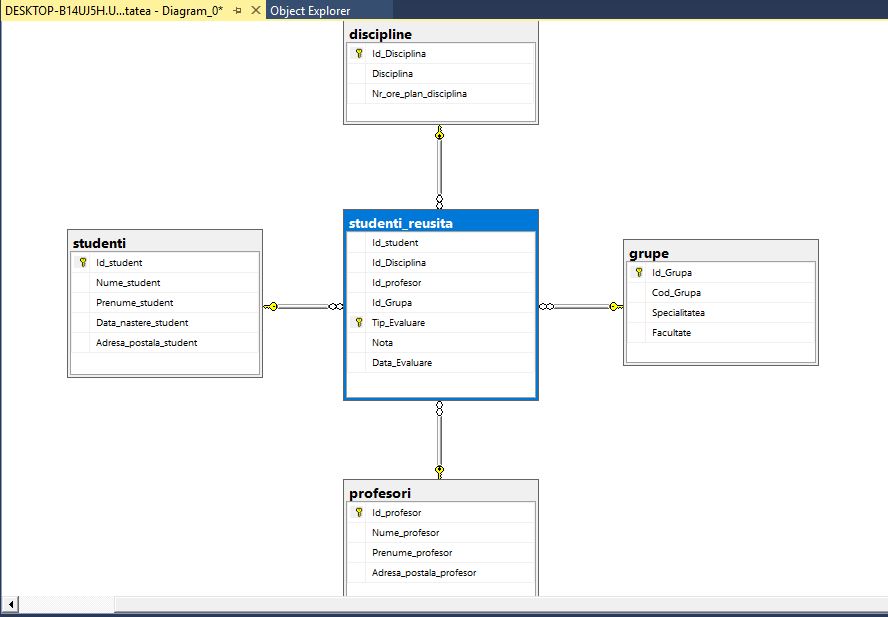 DESKTOP-B14UJ5H.U...tatea - Diagram_0*
Object Explorer
discipline
Id_Disciplina
Disciplina
Nr_ore_plan_disciplina
studenti
Id_student
Nume_student
Prenume_student
Data_nastere_student
Adresa_postala_student
studenti_reusita
Id_student
Id_Disciplina
Id_profesor
Id_Grupa
Tip_Evaluare
Nota
Data_Evaluare
grupe
Id_Grupa
Cod_Grupa
Specialitatea
Facultate
profesori
Id_profesor
Nume_profesor
Prenume_profesor
Adresa_postala_profesor